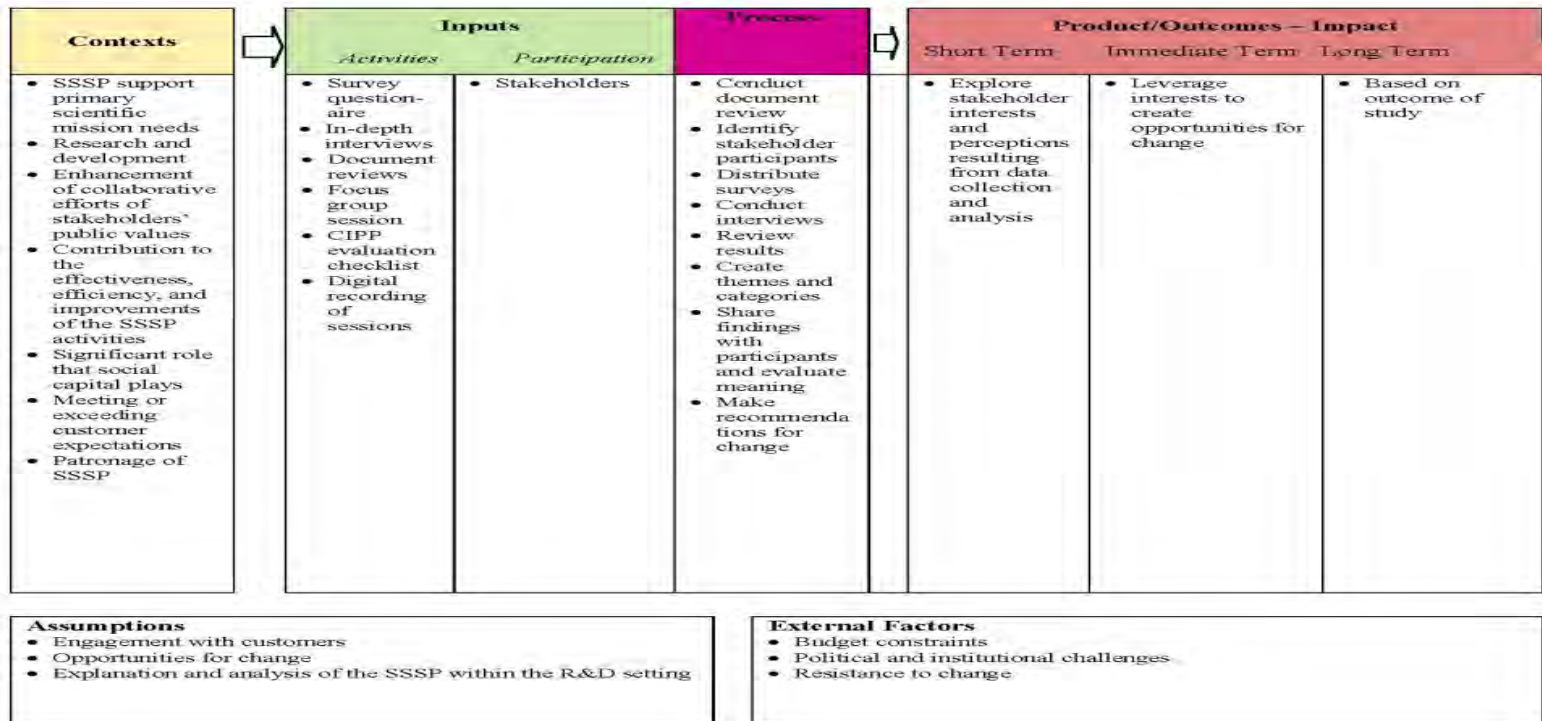 Contexts
• SSSP support
primary
scientific
mission needs
• Research and
development
• Enhancement
of collaborative
efforts of
stakeholders’
public values
• Contribution to
the
effectiveness,
efficiency, and
improvements
of the SSSP
activities
• Significant role
that social
capital plays
• Meeting or
exceeding
customer
expectations
• Patronage of
SSSP
Inputs
Activities
• Survey
question-
aire
• In-depth
interviews
• Document
reviews
• Focus
group
session
• CIPP
evaluation
checklist
• Digital
recording
of
sessions
Participation
• Stakeholders
Process
• Conduct
document
review
• Identify
stakeholder
participants
• Distribute
surveys
• Conduct
interviews
• Review
results
• Create
themes and
categories
• Share
findings
with
participants
and evaluate
meaning
• Make
recommenda
tions for
change
Product/Outcomes – Impact
Short Term
• Explore
stakeholder
interests
and
perceptions
resulting
from data
collection
and
analysis
Immediate Term
• Leverage
interests to
create
opportunities for
change
Long Term
• Based on
outcome of
study
Assumptions
• Engagement with customers
• Opportunities for change
• Explanation and analysis of the SSSP within the R&D setting
External Factors
• Budget constraints
• Political and institutional challenges
• Resistance to change